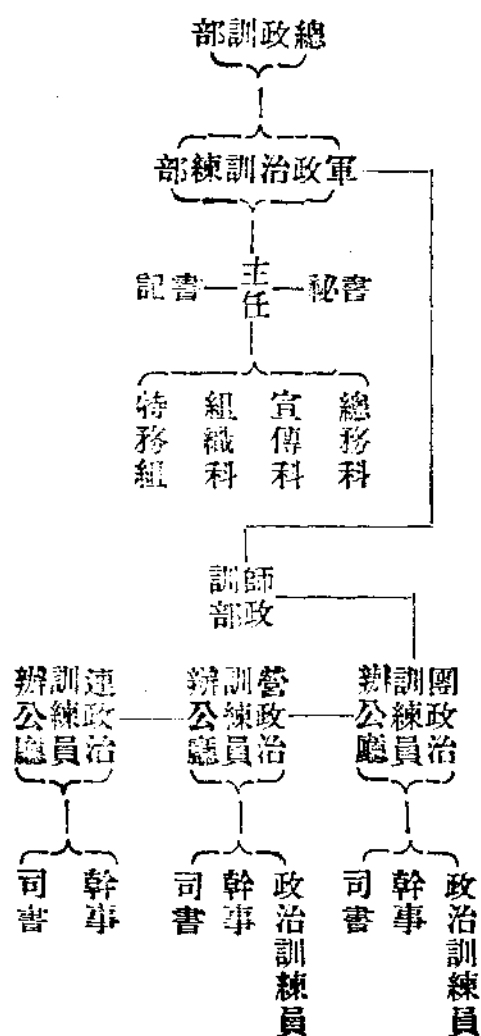 總政訓部
軍政治訓練部
秘書
主任
書記
總務科
宣傳科
組織科
特務組
師政
訓部
團政治
訓練員
辦公廳
營政治
訓練員
辦公廳
連政治
訓練員
辦公廳
政治訓練員
幹事
司書
政治訓練員
幹事
司書
幹事
司書